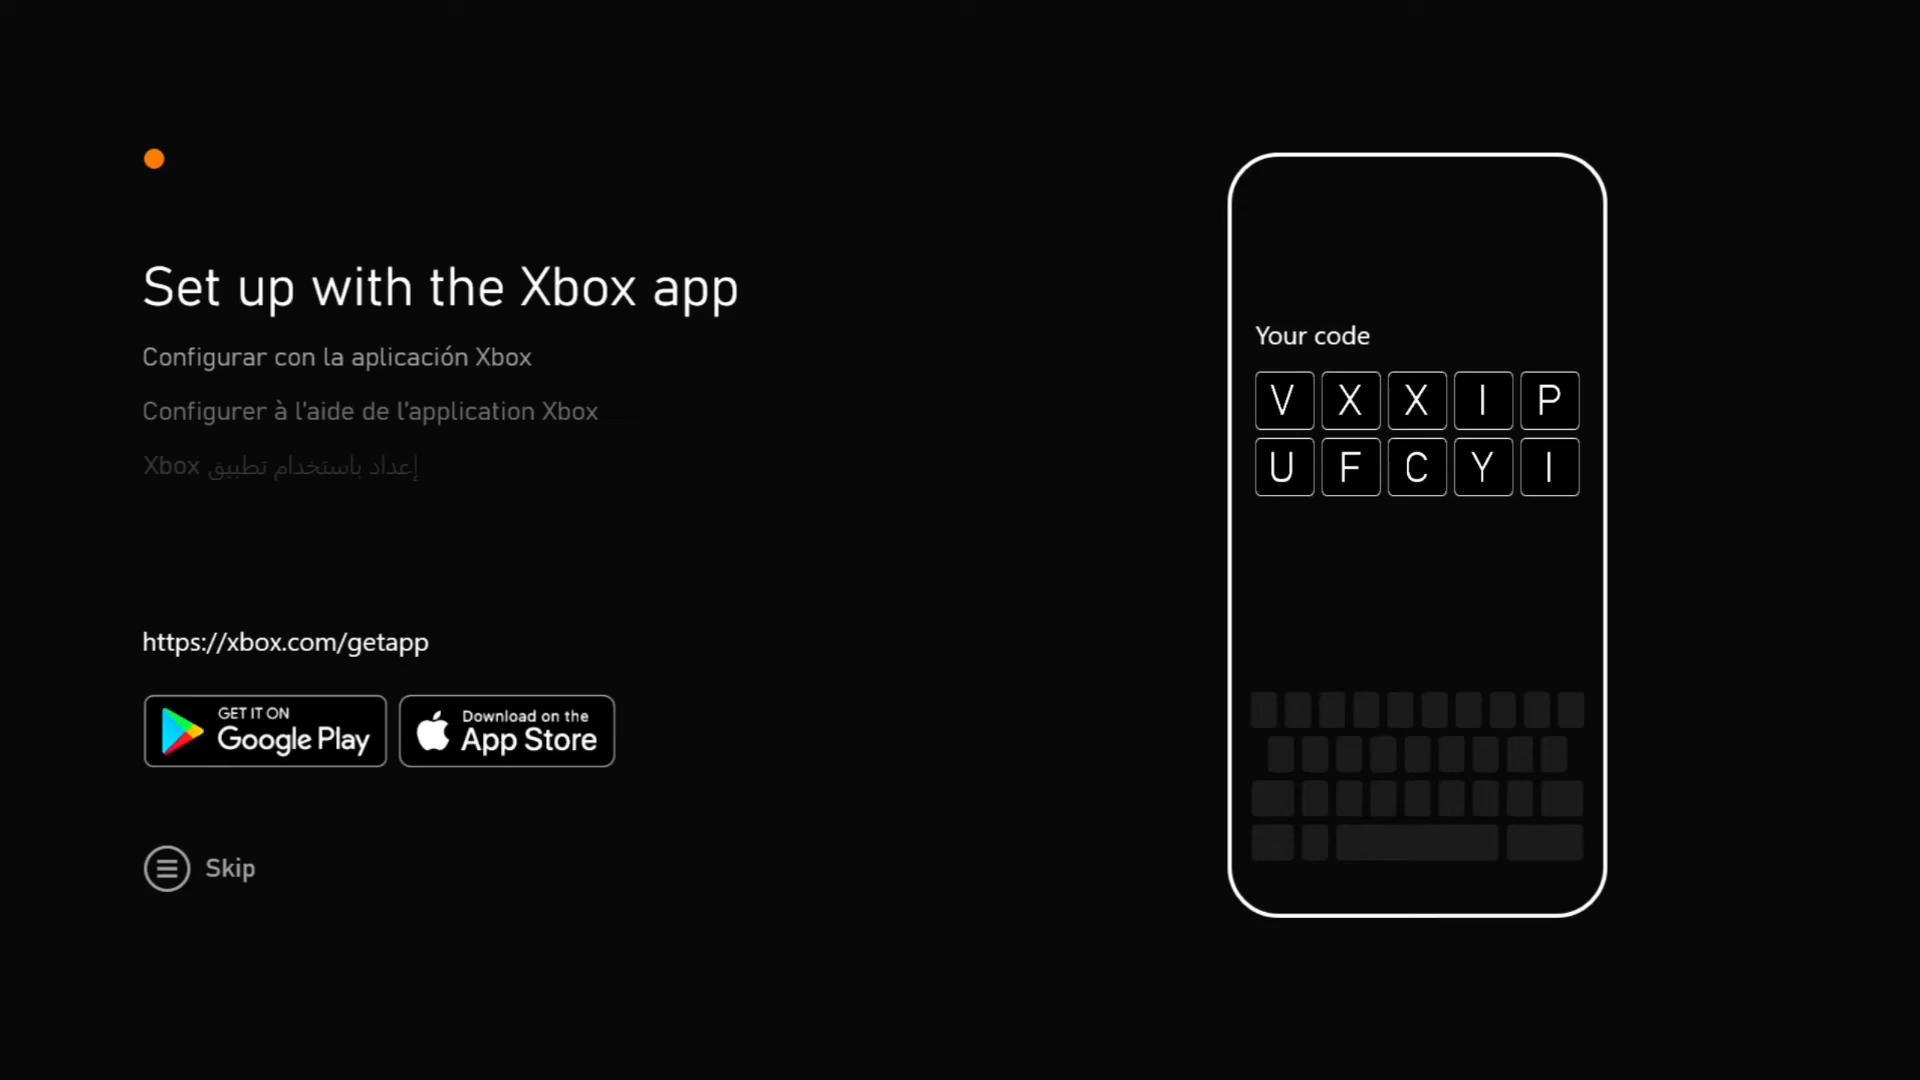 Set up with the Xbox app
Configurar con la aplicación Xbox
Configurer à l'aide de l'application Xbox
إعداد باستخدام تطبيق Xbox
https://xbox.com/getapp
GET IT ON
Google Play
Download on the
App Store
Skip
Your code
V X X I P
U F C Y I